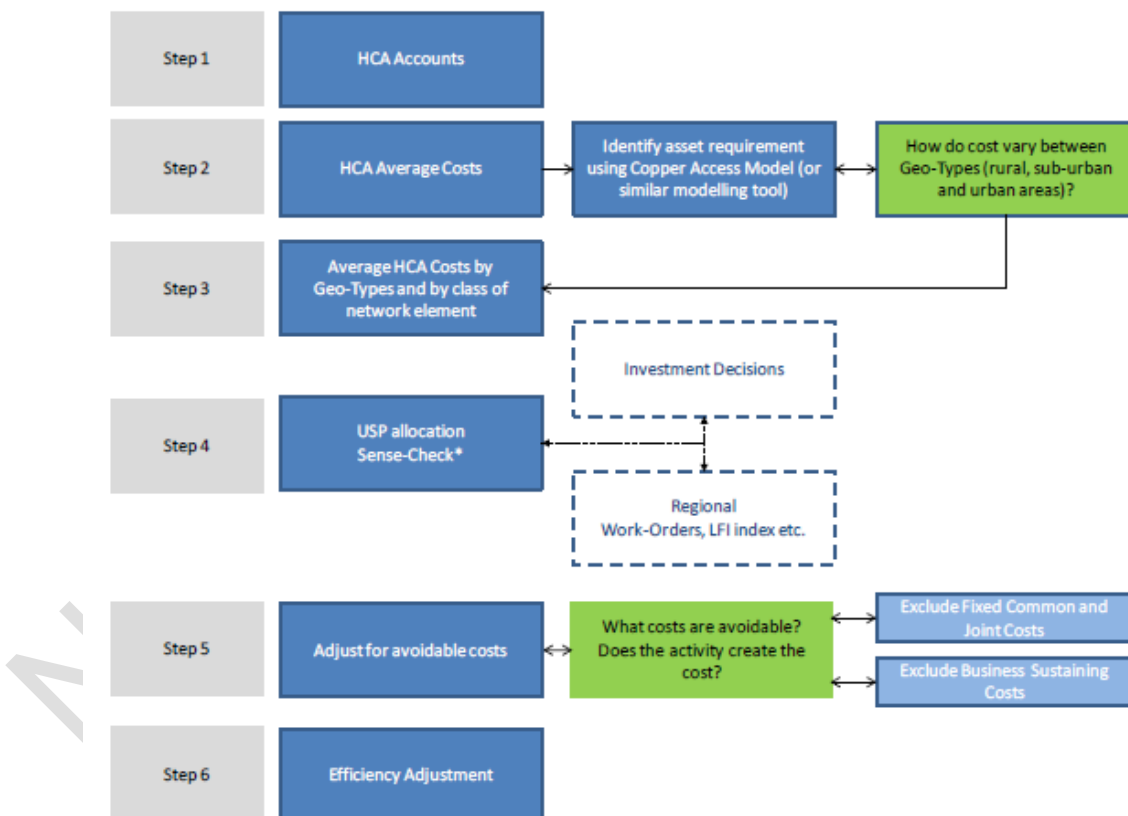 Step 1
HCA Accounts
Step 2
HCA Average Costs
Identify asset requirement
using Copper Access Model (or
similar modelling tool)
How do cost vary between
Geo-Types (rural, sub-urban
and urban areas)?
Step 3
Average HCA Costs by
Geo-Types and by class of
network element
Investment Decisions
Step 4
USP allocation
Sense-Check*
Regional
Work-Orders, LFI index etc.
Step 5
Adjust for avoidable costs
What costs are avoidable?
Does the activity create the
cost?
Exclude Fixed Common and
Joint Costs
Exclude Business Sustaining
Costs
Step 6
Efficiency Adjustment